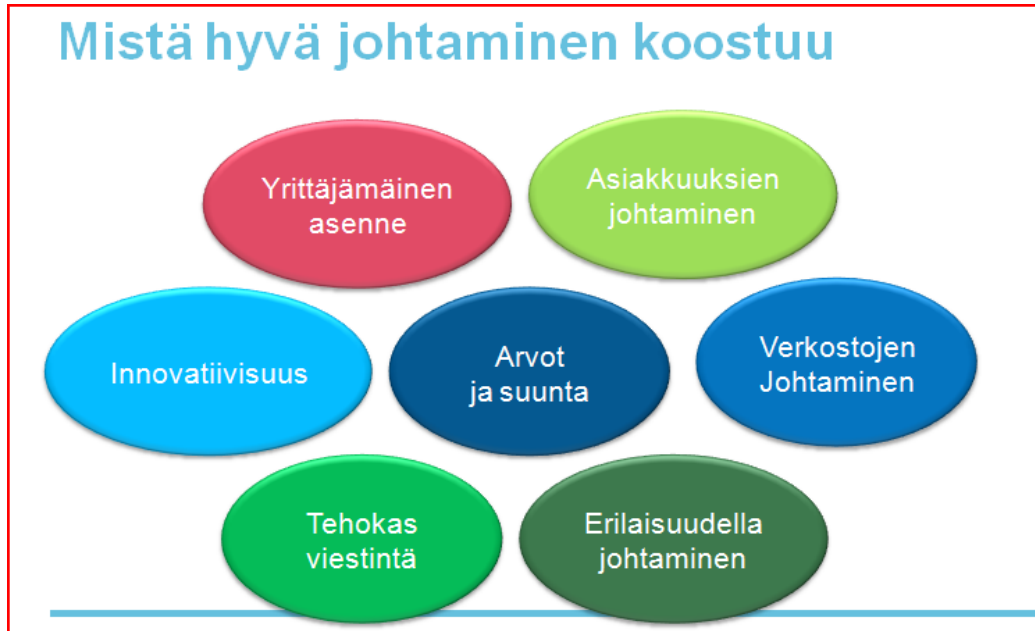 Mistä hyvä johtaminen koostuu
Yrittäjämäinen
asenne
Asiakkuuksien
johtaminen
Innovatiivisuus
Arvot
ja suunta
Verkostojen
Johtaminen
Tehokas
viestintä
Erilaisuudella
johtaminen